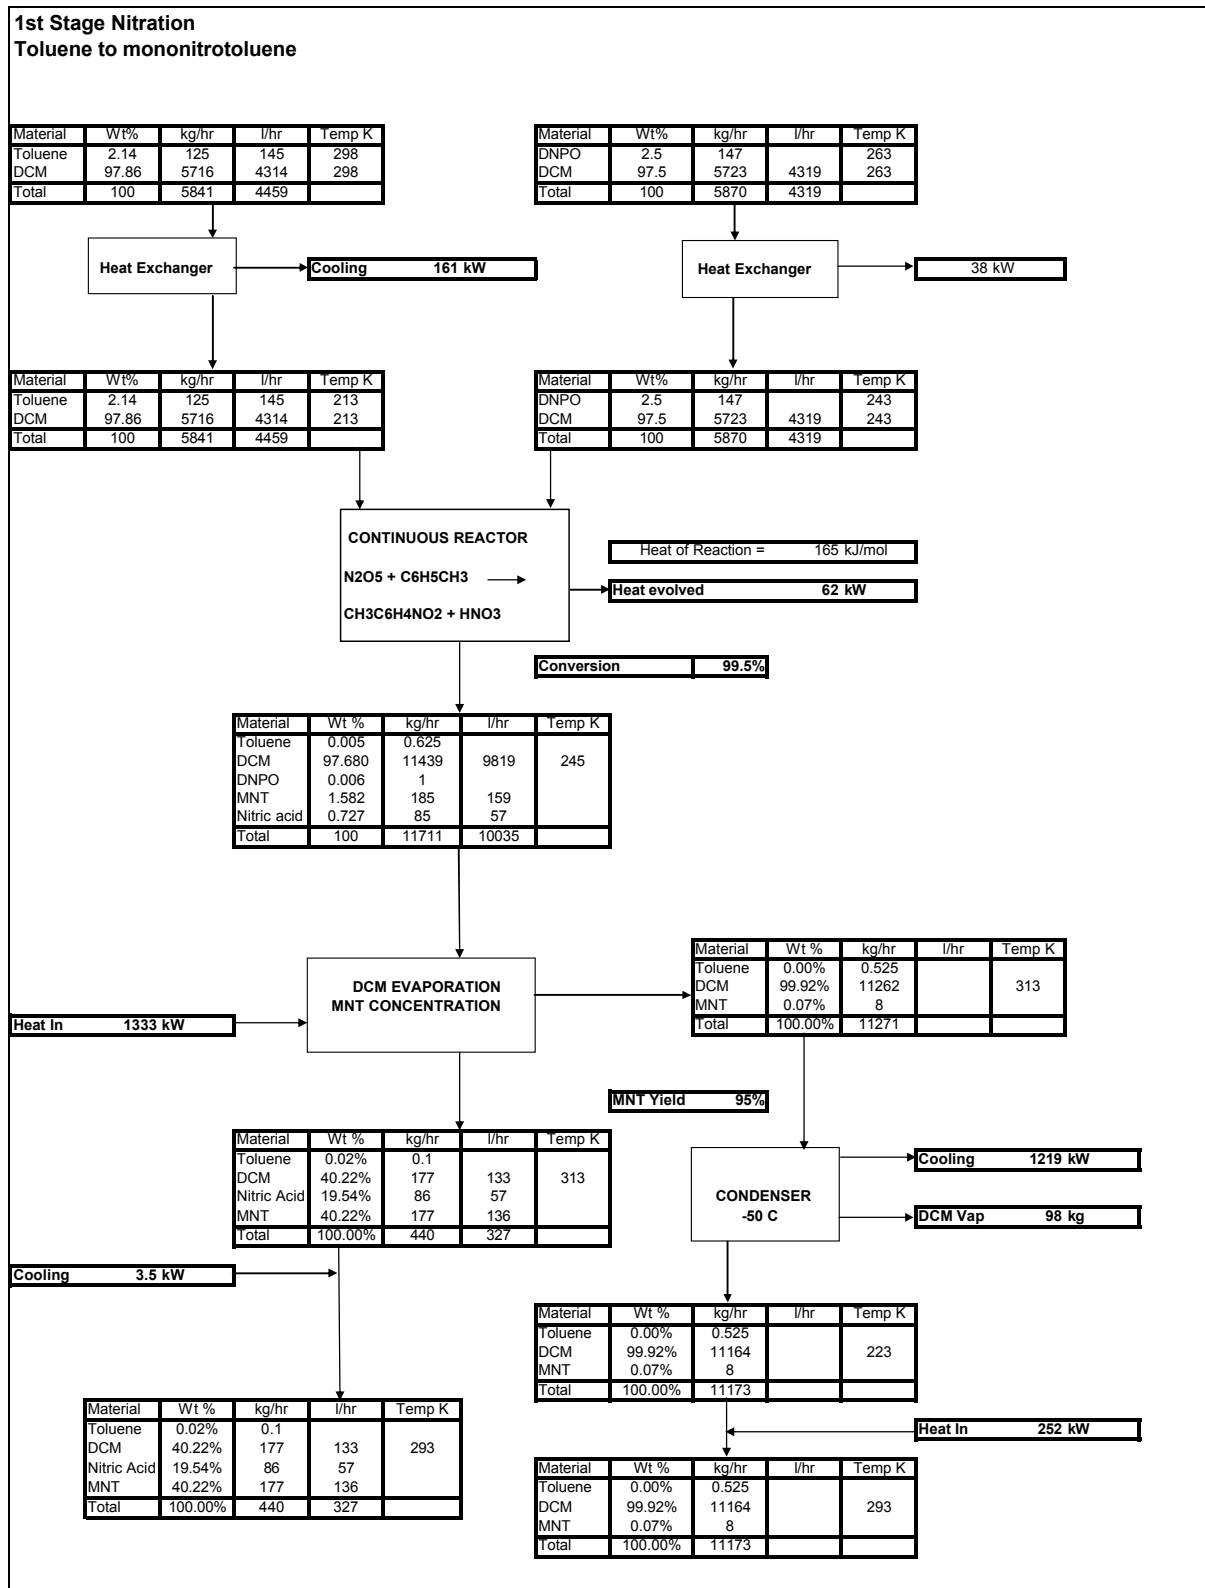 1st Stage Nitration
Toluene to mononitrotoluene
Material Wt% kg/hr l/hr Temp K
Toluene 2.14 125 145 298
DCM 97.86 5716 4314 298
Total 100 5841 4459
Material Wt% kg/hr l/hr Temp K
DNPO 2.5 147 263
DCM 97.5 5723 4319 263
Total 100 5870 4319
Heat Exchanger
Cooling 161 kW
Heat Exchanger
38 kW
Material Wt% kg/hr l/hr Temp K
Toluene 2.14 125 145 213
DCM 97.86 5716 4314 213
Total 100 5841 4459
Material Wt% kg/hr l/hr Temp K
DNPO 2.5 147 243
DCM 97.5 5723 4319 243
Total 100 5870 4319
CONTINUOUS REACTOR
N2O5 + C6H5CH3
CH3C6H4NO2 + HNO3
Heat of Reaction = 165 kJ/mol
Heat evolved 62 kW
Conversion 99.5%
Material Wt % kg/hr l/hr Temp K
Toluene 0.005 0.625
DCM 97.680 11439 9819 245
DNPO 0.006 1
MNT 1.582 185 159
Nitric acid 0.727 85 57
Total 100 11711 10035
DCM EVAPORATION
MNT CONCENTRATION
Heat In 1333 kW
Material Wt % kg/hr l/hr Temp K
Toluene 0.00% 0.525
DCM 99.92% 11262 313
MNT 0.07% 8
Total 100.00% 11271
MNT Yield 95%
Material Wt % kg/hr l/hr Temp K
Toluene 0.02% 0.1
DCM 40.22% 177 133 313
Nitric Acid 19.54% 86 57
MNT 40.22% 177 136
Total 100.00% 440 327
CONDENSER
-50 C
Cooling 1219 kW
DCM Vap 98 kg
Cooling 3.5 kW
Material Wt % kg/hr l/hr Temp K
Toluene 0.00% 0.525
DCM 99.92% 11164 223
MNT 0.07% 8
Total 100.00% 11173
Heat In 252 kW
Material Wt % kg/hr l/hr Temp K
Toluene 0.02% 0.1
DCM 40.22% 177 133 293
Nitric Acid 19.54% 86 57
MNT 40.22% 177 136
Total 100.00% 440 327
Material Wt % kg/hr l/hr Temp K
Toluene 0.00% 0.525
DCM 99.92% 11164 293
MNT 0.07% 8
Total 100.00% 11173